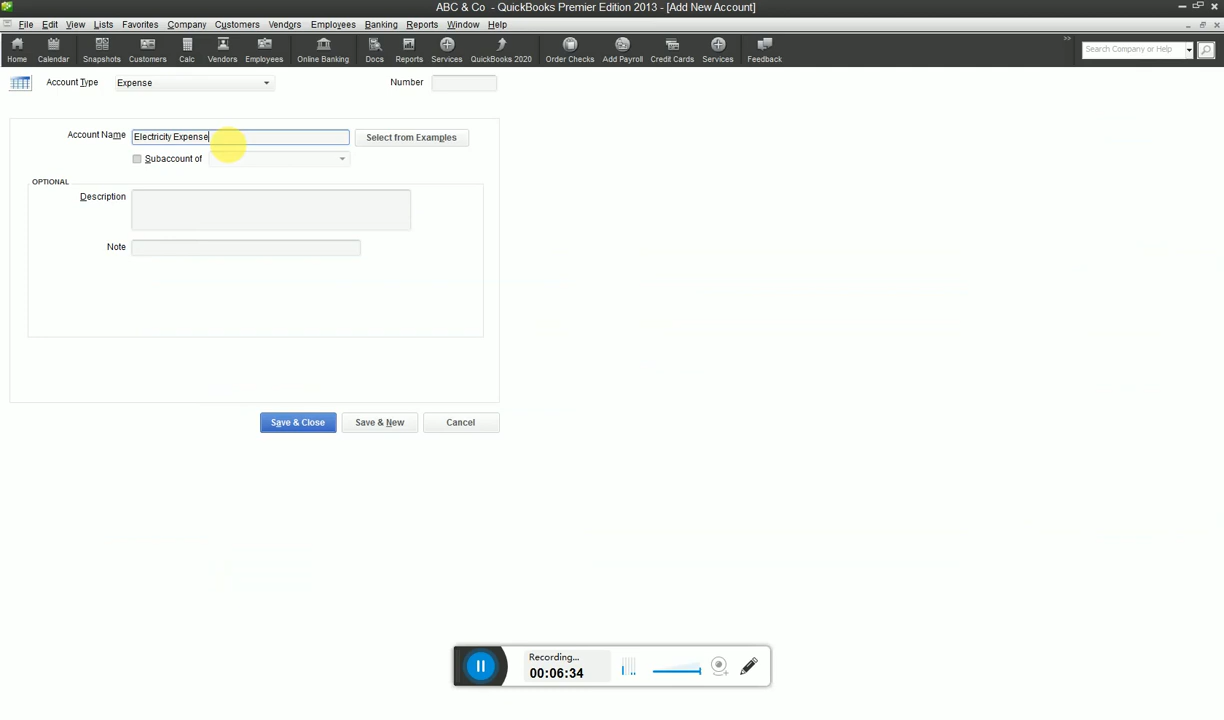 ABC & Co - QuickBooks Premier Edition 2013 - [Add New Account]
File Edit View Lists Favorites Company Customers Vendors Employees Banking Reports Window Help
Home Calendar Snapshots Customers Calc Vendors Employees Online Banking Docs Reports Services QuickBooks 2020 Order Checks Add Payroll Credit Cards Services Feedback
Search Company or Help
Account Type Expense Number
Account Name Electricity Expense Select from Examples
Subaccount of
OPTIONAL
Description
Note
Save & Close Save & New Cancel
Recording...
00:06:34